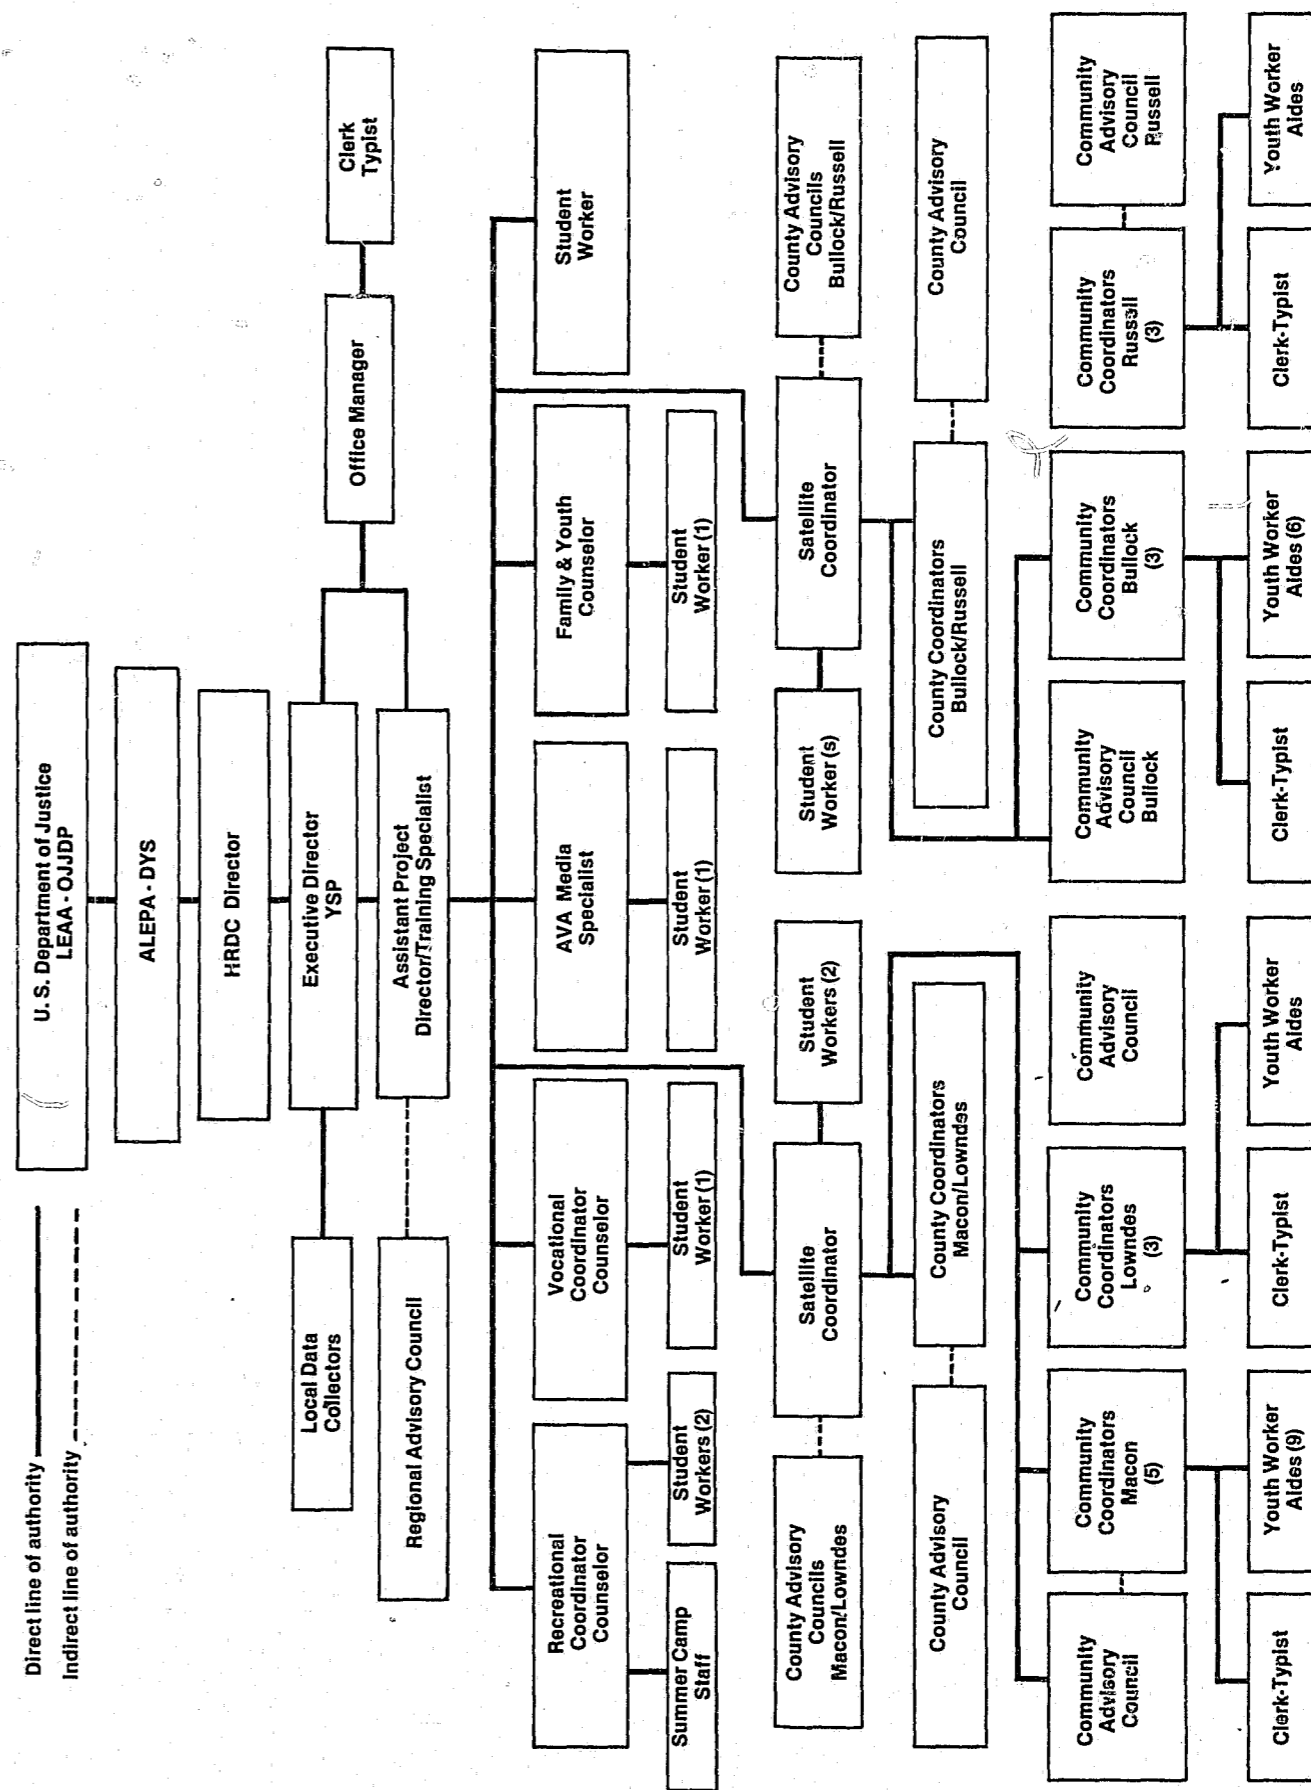 Direct line of authority
Indirect line of authority
U. S. Department of Justice
LEAA - OJJDP
ALEPA - DYS
HRDC Director
Executive Director
YSP
Assistant Project
Director/Training Specialist
Local Data
Collectors
Regional Advisory Council
Office Manager
Clerk
Typist
Recreational
Coordinator
Counselor
Vocational
Coordinator
Counselor
AVA Media
Specialist
Family & Youth
Counselor
Student
Worker
Summer Camp
Staff
Student
Workers (2)
Student
Worker (1)
Student
Worker (1)
Student
Worker (1)
County Advisory
Councils
Macon/Lowndes
Satellite
Coordinator
Student
Workers (2)
Student
Worker (s)
Satellite
Coordinator
County Advisory
Councils
Bullock/Russell
County Advisory
Council
County Coordinators
Macon/Lowndes
County Coordinators
Bullock/Russell
County Advisory
Council
Community
Advisory
Council
Community
Coordinators
Macon
(5)
Community
Coordinators
Lowndes
(3)
Community
Advisory
Council
Community
Advisory
Council
Bullock
Community
Coordinators
Bullock
(3)
Community
Coordinators
Russell
(3)
Community
Advisory
Council
Russell
Clerk-Typist
Youth Worker
Aides (9)
Clerk-Typist
Youth Worker
Aides
Clerk-Typist
Youth Worker
Aides (6)
Clerk-Typist
Youth Worker
Aides